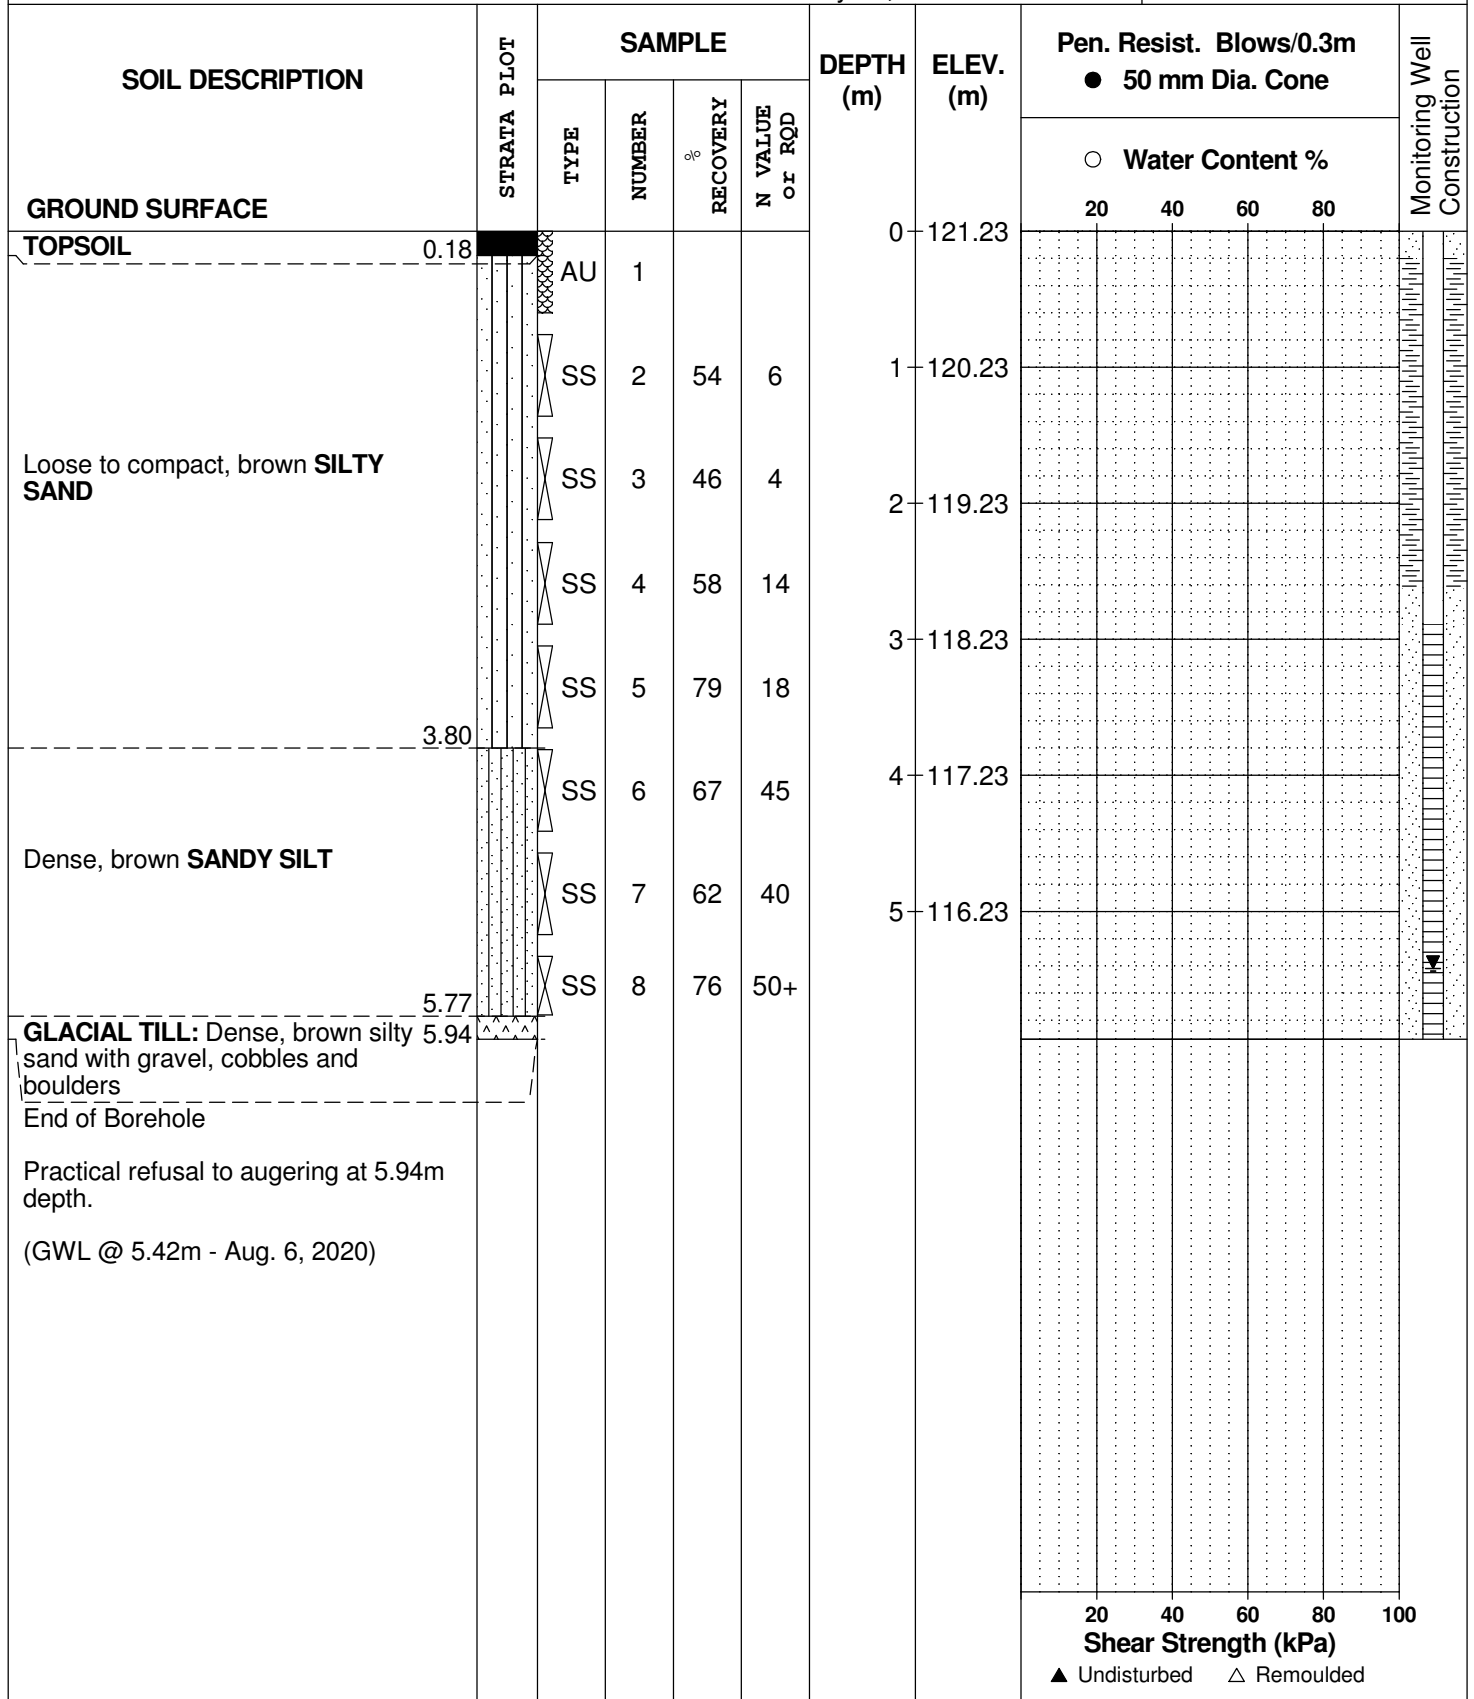 SOIL DESCRIPTION
GROUND SURFACE
STRATA PLOT
SAMPLE
TYPE
NUMBER
%
RECOVERY
N VALUE
or RQD
DEPTH
(m)
ELEV.
(m)
Pen. Resist. Blows/0.3m
● 50 mm Dia. Cone
○ Water Content %
20 40 60 80
Monitoring Well
Construction
0 121.23
TOPSOIL 0.18
AU 1
SS 2 54 6
1 120.23
Loose to compact, brown SILTY
SAND
SS 3 46 4
2 119.23
SS 4 58 14
3 118.23
SS 5 79 18
3.80
SS 6 67 45
4 117.23
Dense, brown SANDY SILT
SS 7 62 40
5 116.23
SS 8 76 50+
5.77
GLACIAL TILL: Dense, brown silty 5.94
sand with gravel, cobbles and
boulders
End of Borehole
Practical refusal to augering at 5.94m
depth.
(GWL @ 5.42m - Aug. 6, 2020)
20 40 60 80 100
Shear Strength (kPa)
▲ Undisturbed △ Remoulded